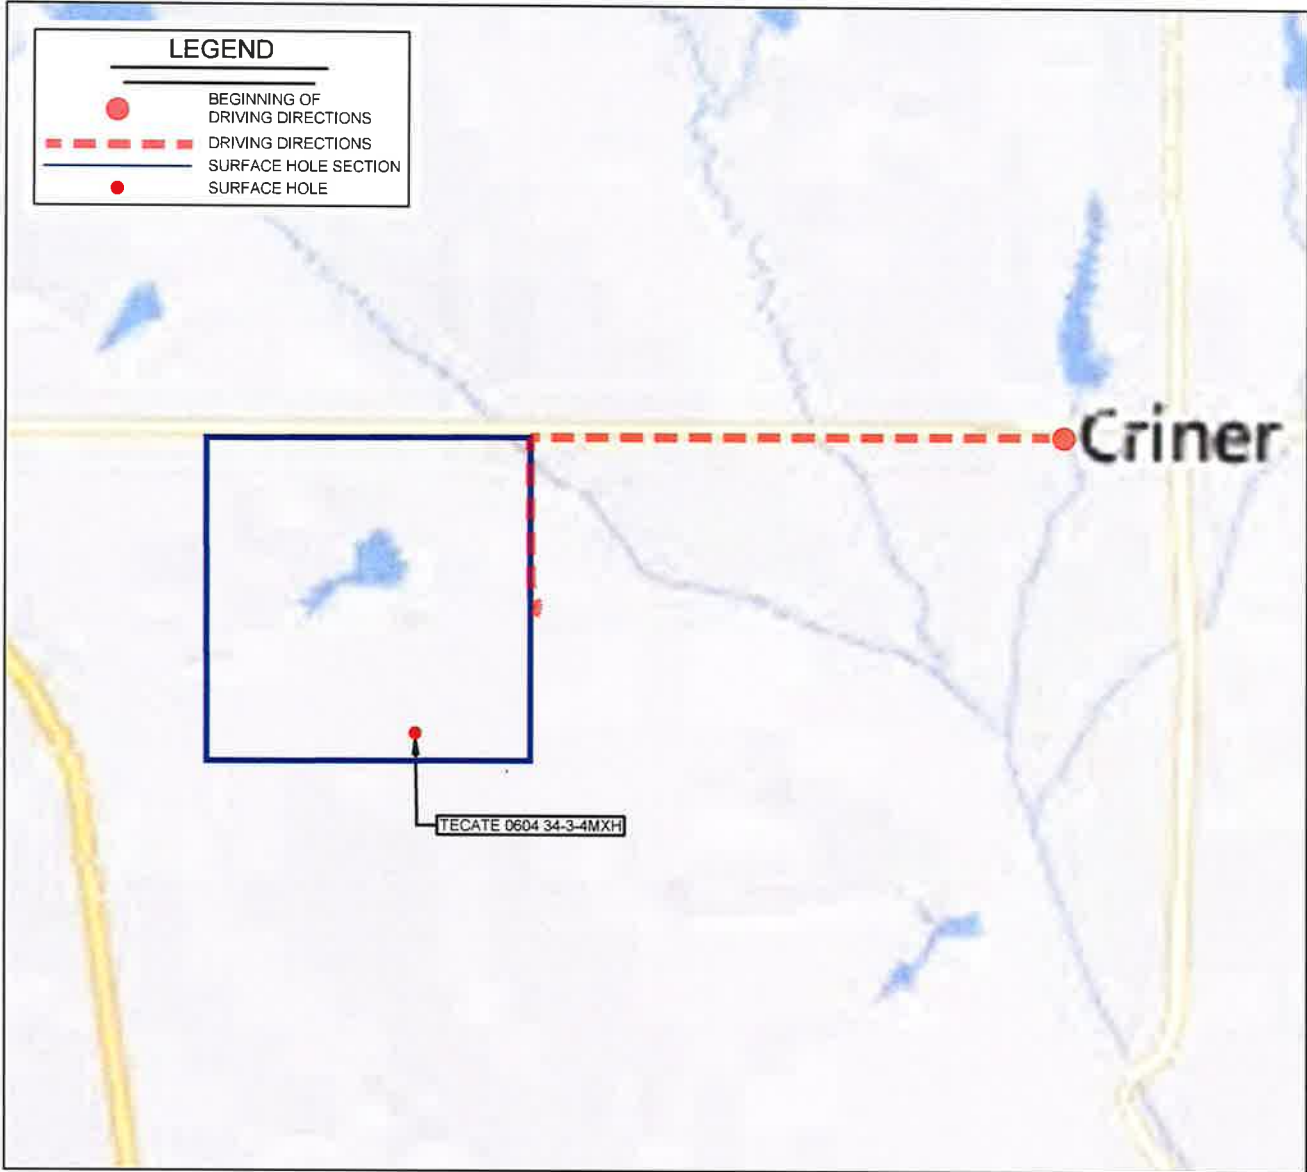 LEGEND
BEGINNING OF
DRIVING DIRECTIONS
DRIVING DIRECTIONS
SURFACE HOLE SECTION
SURFACE HOLE
Criner
TECATE 0604 34-3-4MXH